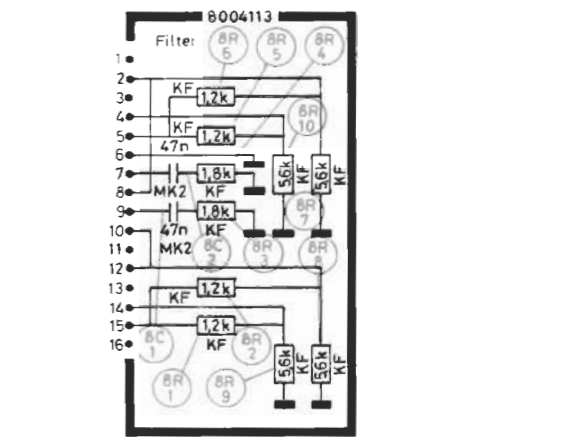 8004113
Filter
8R 6
8R 5
8R 4
1
2
KF
3
1,2k
4
8R 10
KF
5
1,2k
47n
6
7
1,8k
5,6k
KF
5,6k
KF
8
MK2
KF
9
1,8k
8R 7
10
47n
KF
11
MK2
8C 2
8R 3
8R 8
12
13
1,2k
KF
14
15
1,2k
16
8C 1
KF
8R 2
5,6k
KF
5,6k
KF
8R 1
8R 9